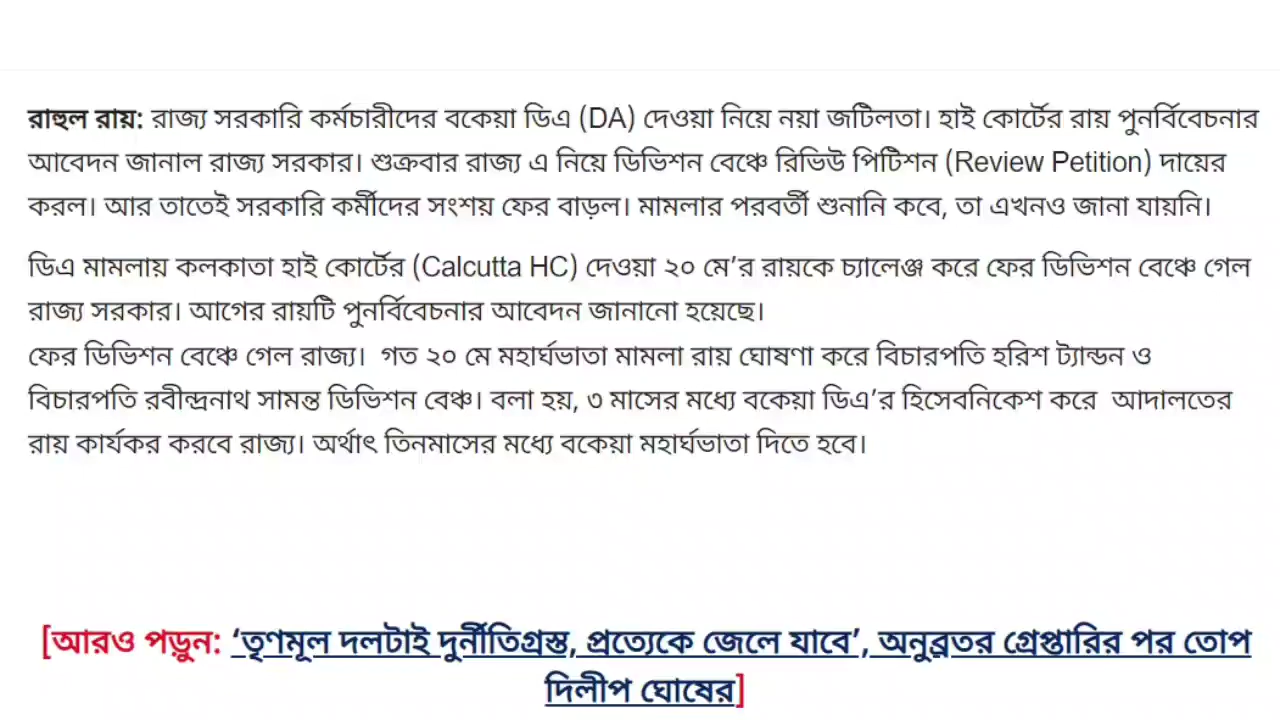 রাহুল রায়: রাজ্য সরকারি কর্মচারীদের বকেয়া ডিএ (DA) দেওয়া নিয়ে নয়া জটিলতা। হাই কোর্টের রায় পুনর্বিবেচনার
আবেদন জানাল রাজ্য সরকার। শুক্রবার রাজ্য এ নিয়ে ডিভিশন বেঞ্চে রিভিউ পিটিশন (Review Petition) দায়ের
করল। আর তাতেই সরকারি কর্মীদের সংশয় ফের বাড়ল। মামলার পরবর্তী শুনানি কবে, তা এখনও জানা যায়নি।
ডিএ মামলায় কলকাতা হাই কোর্টের (Calcutta HC) দেওয়া ২০ মে’র রায়কে চ্যালেঞ্জ করে ফের ডিভিশন বেঞ্চে গেল
রাজ্য সরকার। আগের রায়টি পুনর্বিবেচনার আবেদন জানানো হয়েছে।
ফের ডিভিশন বেঞ্চে গেল রাজ্য। গত ২০ মে মহার্ঘভাতা মামলা রায় ঘোষণা করে বিচারপতি হরিশ ট্যান্ডন ও
বিচারপতি রবীন্দ্রনাথ সামন্ত ডিভিশন বেঞ্চ। বলা হয়, ৩ মাসের মধ্যে বকেয়া ডিএ’র হিসেবনিকেশ করে আদালতের
রায় কার্যকর করবে রাজ্য। অর্থাৎ তিনমাসের মধ্যে বকেয়া মহার্ঘভাতা দিতে হবে।
[আরও পড়ুন: ‘তৃণমূল দলটাই দুর্নীতিগ্রস্ত, প্রত্যেকে জেলে যাবে’, অনুব্রতর গ্রেপ্তারির পর তোপ
দিলীপ ঘোষের]